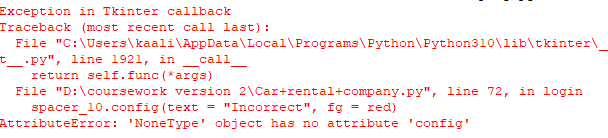 Exception in Tkinter callback
Traceback (most recent call last):
  File "C:\Users\kaali\AppData\Local\Programs\Python\Python310\lib\tkinter\_
t__.py", line 1921, in __call__
    return self.func(*args)
  File "D:\coursework version 2\Car+rental+company.py", line 72, in login
    spacer_10.config(text = "Incorrect", fg = red)
AttributeError: 'NoneType' object has no attribute 'config'